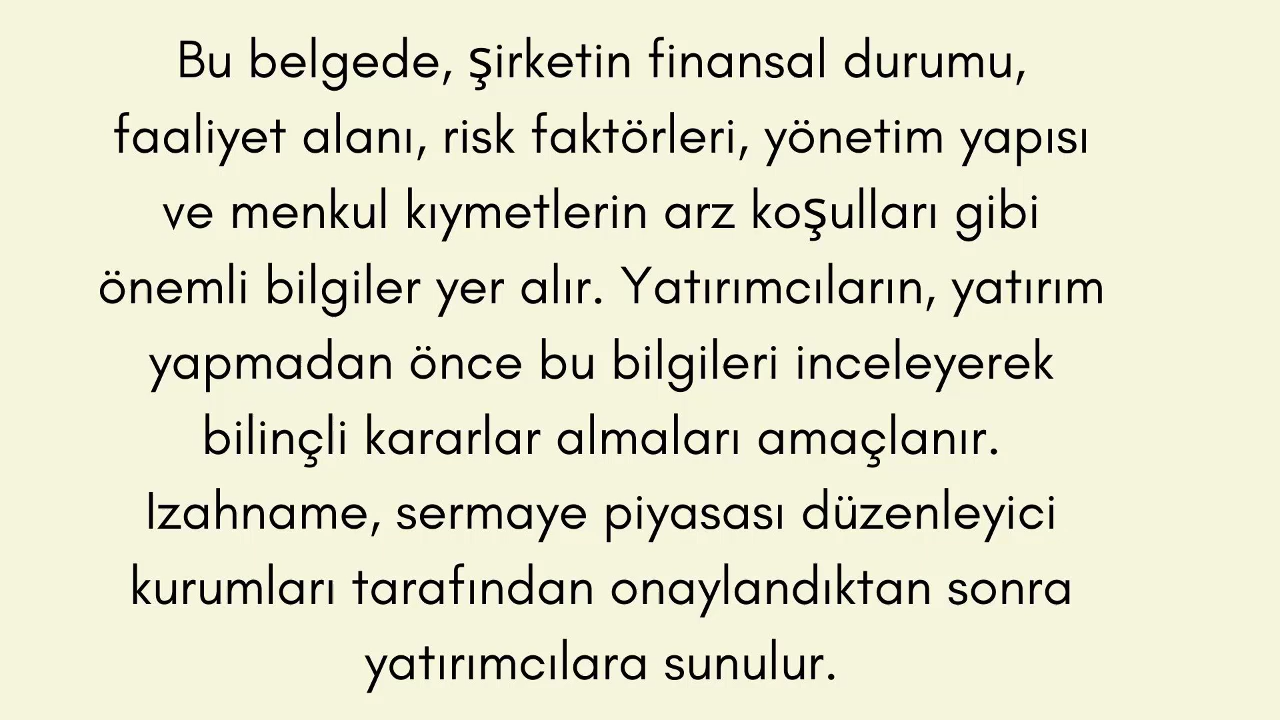 Bu belgede, şirketin finansal durumu,
faaliyet alanı, risk faktörleri, yönetim yapısı
ve menkul kıymetlerin arz koşulları gibi
önemli bilgiler yer alır. Yatırımcıların, yatırım
yapmadan önce bu bilgileri inceleyerek
bilinçli kararlar almaları amaçlanır.
Izahname, sermaye piyasası düzenleyici
kurumları tarafından onaylandıktan sonra
yatırımcılara sunulur.